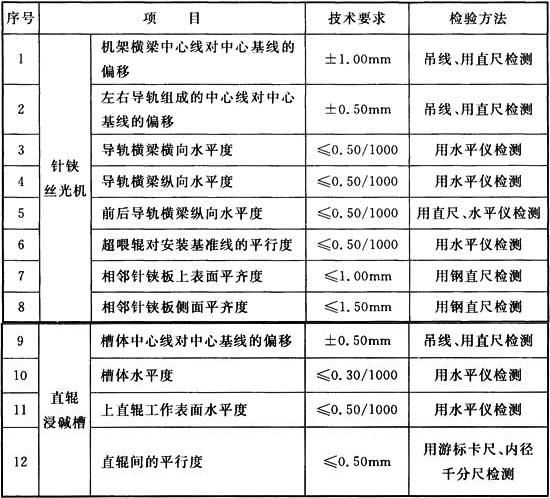 序号 项目 技术要求 检验方法
针铗
丝光机
1 机架横梁中心线对中心基线的
偏移 ±1.00mm 吊线、用直尺检测
2 左右导轨组成的中心线对中心
基线的偏移 ±0.50mm 吊线、用直尺检测
3 导轨横梁横向水平度 ≤0.50/1000 用水平仪检测
4 导轨横梁纵向水平度 ≤0.50/1000 用水平仪检测
5 前后导轨横梁纵向水平度 ≤0.50/1000 用直尺、水平仪检测
6 超喂辊对安装基准线的平行度 ≤0.50/1000 用水平仪检测
7 相邻针铗板上表面平齐度 ≤1.00mm 用钢直尺检测
8 相邻针铗板侧面平齐度 ≤1.50mm 用钢直尺检测
直辊
浸碱槽
9 槽体中心线对中心基线的偏移 ±0.50mm 吊线、用直尺检测
10 槽体水平度 ≤0.30/1000 用水平仪检测
11 上直辊工作表面水平度 ≤0.50/1000 用水平仪检测
12 直辊间的平行度 ≤0.50mm 用游标卡尺、内径
千分尺检测